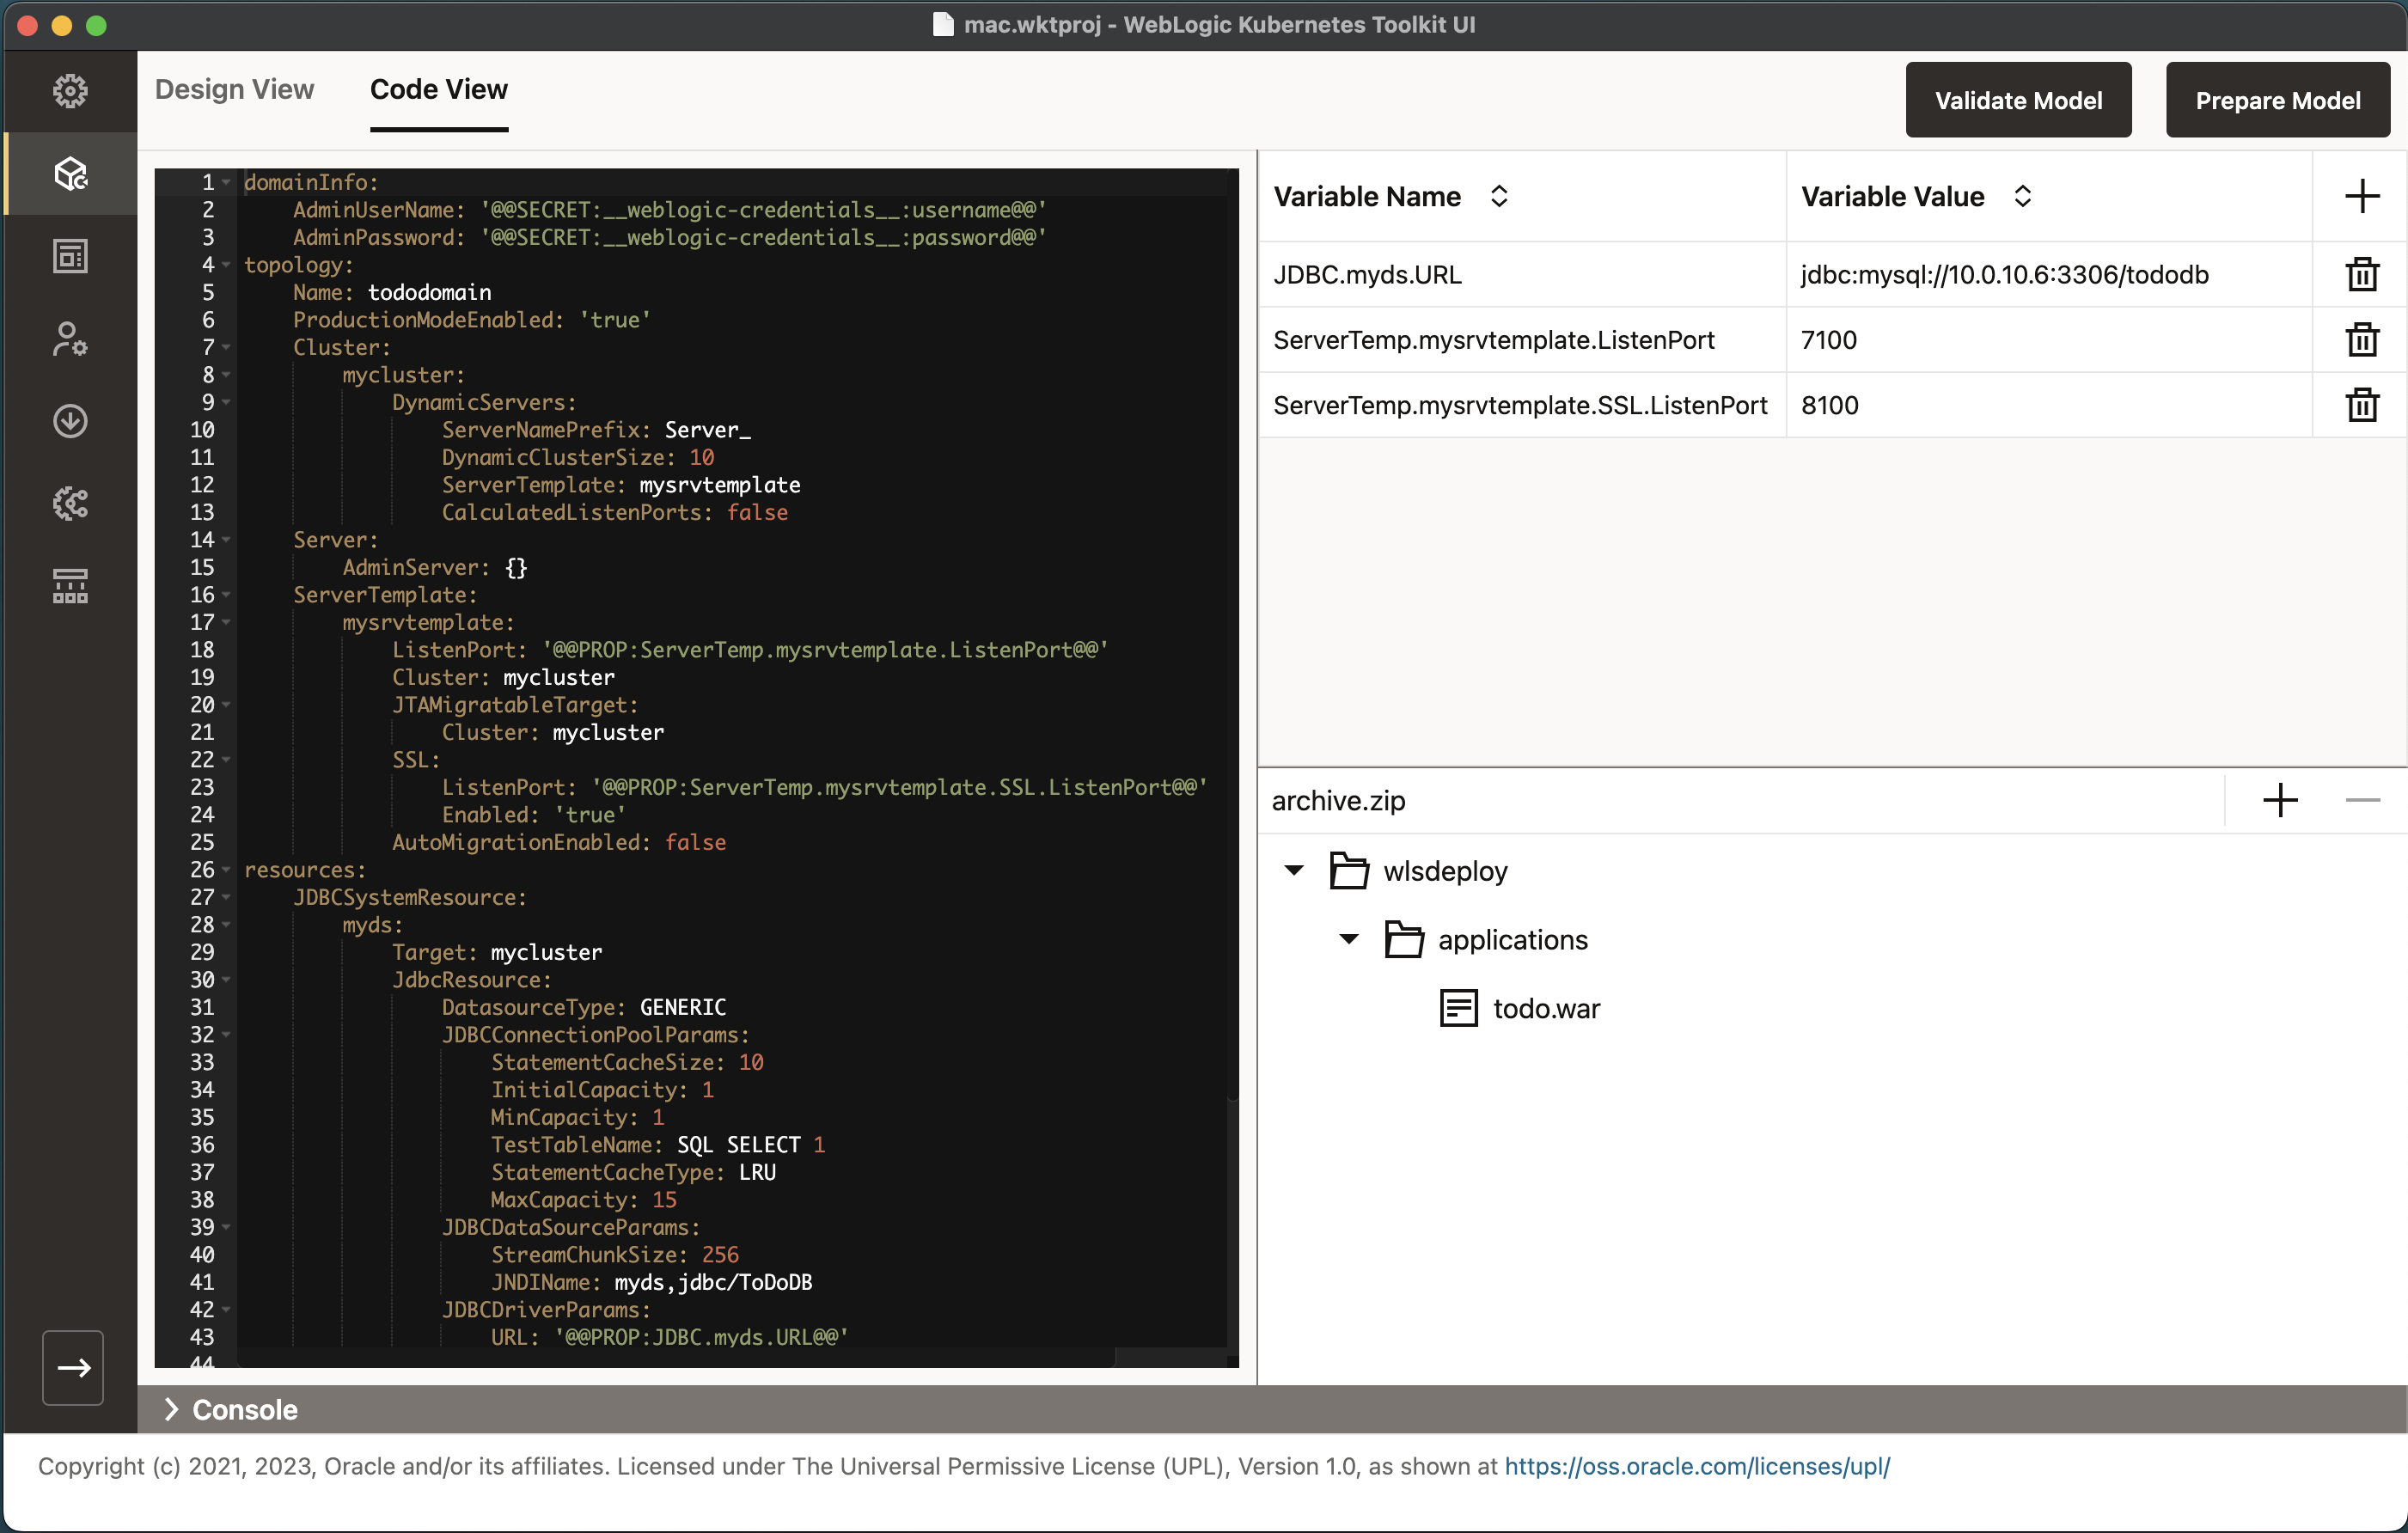 mac.wktproj - WebLogic Kubernetes Toolkit UI
Design View
Code View
Validate Model
Prepare Model
1 domainInfo:
2 AdminUserName: '@@SECRET:__weblogic-credentials__:username@@'
3 AdminPassword: '@@SECRET:__weblogic-credentials__:password@@'
4 topology:
5 Name: tododomain
6 ProductionModeEnabled: 'true'
7 Cluster:
8 mycluster:
9 DynamicServers:
10 ServerNamePrefix: Server_
11 DynamicClusterSize: 10
12 ServerTemplate: mysrvtemplate
13 CalculatedListenPorts: false
14 Server:
15 AdminServer: {}
16 ServerTemplate:
17 mysrvtemplate:
18 ListenPort: '@@PROP:ServerTemp.mysrvtemplate.ListenPort@@'
19 Cluster: mycluster
20 JTAMigratableTarget:
21 Cluster: mycluster
22 SSL:
23 ListenPort: '@@PROP:ServerTemp.mysrvtemplate.SSL.ListenPort@@'
24 Enabled: 'true'
25 AutoMigrationEnabled: false
26 resources:
27 JDBCSystemResource:
28 myds:
29 Target: mycluster
30 JdbcResource:
31 DatasourceType: GENERIC
32 JDBCConnectionPoolParams:
33 StatementCacheSize: 10
34 InitialCapacity: 1
35 MinCapacity: 1
36 TestTableName: SQL SELECT 1
37 StatementCacheType: LRU
38 MaxCapacity: 15
39 JDBCDataSourceParams:
40 StreamChunkSize: 256
41 JNDIName: myds,jdbc/ToDoDB
42 JDBCDriverParams:
43 URL: '@@PROP:JDBC.myds.URL@@'
44
Variable Name Variable Value
JDBC.myds.URL jdbc:mysql://10.0.10.6:3306/tododb
ServerTemp.mysrvtemplate.ListenPort 7100
ServerTemp.mysrvtemplate.SSL.ListenPort 8100
archive.zip
wlsdeploy
applications
todo.war
Console
Copyright (c) 2021, 2023, Oracle and/or its affiliates. Licensed under The Universal Permissive License (UPL), Version 1.0, as shown at https://oss.oracle.com/licenses/upl/